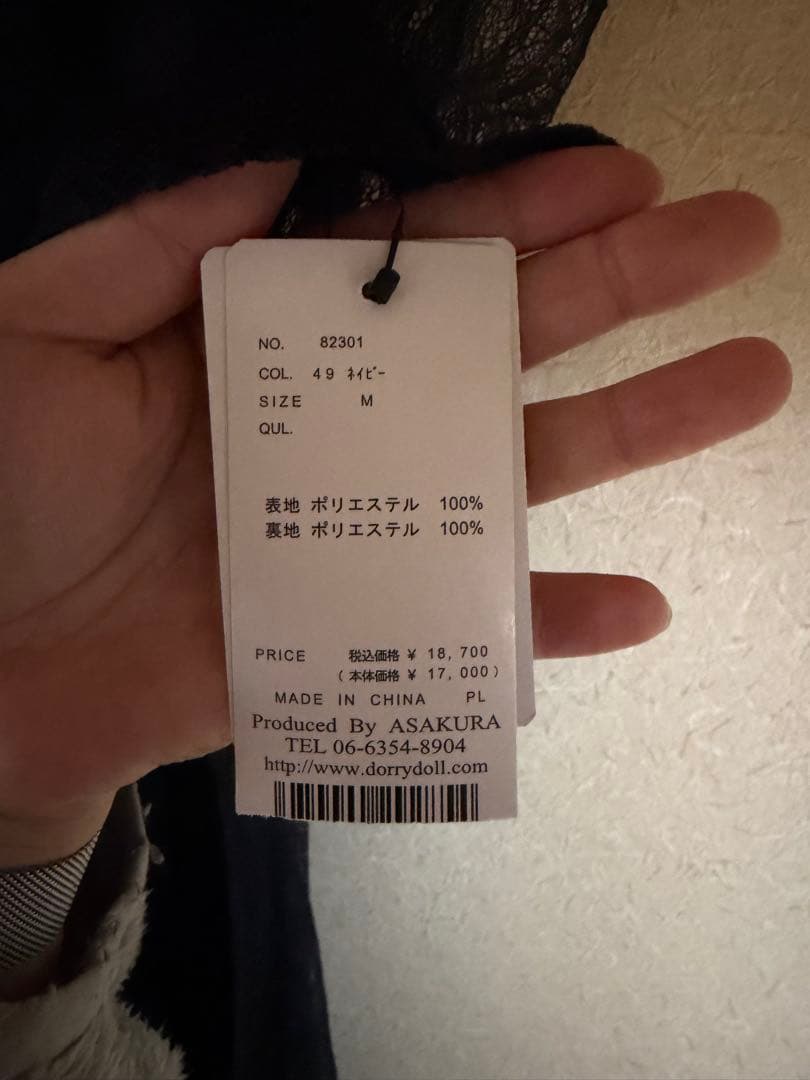 NO. 82301
COL. 49 ﾈｲﾋﾞｰ
SIZE M
QUL.
表地 ポリエステル 100%
裏地 ポリエステル 100%
PRICE 税込価格 ¥ 18,700
(本体価格 ¥ 17,000)
MADE IN CHINA PL
Produced By ASAKURA
TEL 06-6354-8904
http://www.dorrydoll.com